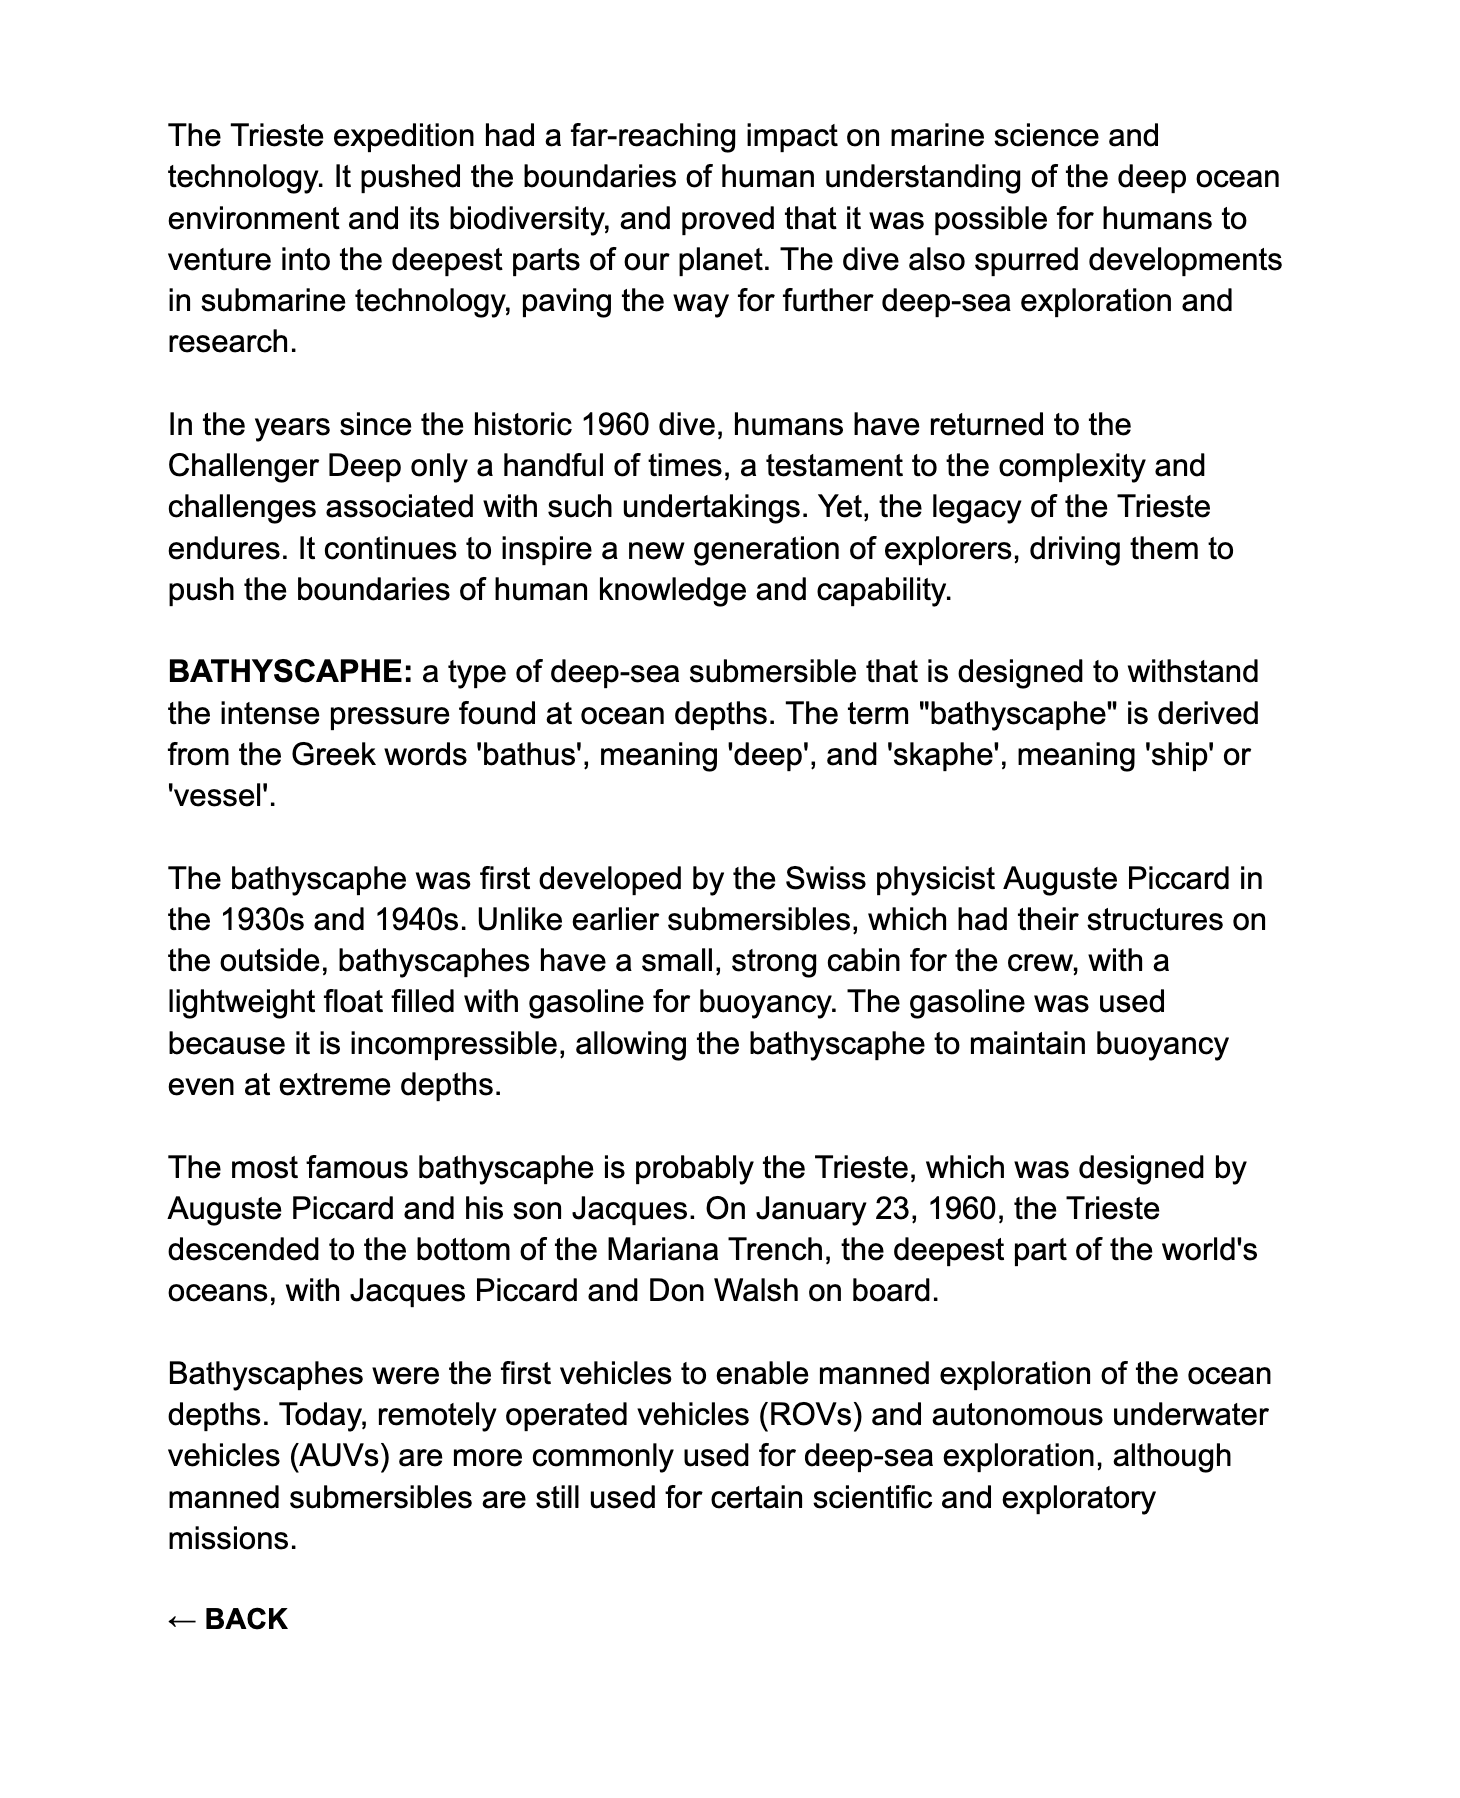 The Trieste expedition had a far-reaching impact on marine science and
technology. It pushed the boundaries of human understanding of the deep ocean
environment and its biodiversity, and proved that it was possible for humans to
venture into the deepest parts of our planet. The dive also spurred developments
in submarine technology, paving the way for further deep-sea exploration and
research.
In the years since the historic 1960 dive, humans have returned to the
Challenger Deep only a handful of times, a testament to the complexity and
challenges associated with such undertakings. Yet, the legacy of the Trieste
endures. It continues to inspire a new generation of explorers, driving them to
push the boundaries of human knowledge and capability.
BATHYSCAPHE: a type of deep-sea submersible that is designed to withstand
the intense pressure found at ocean depths. The term "bathyscaphe" is derived
from the Greek words 'bathus', meaning 'deep', and 'skaphe', meaning 'ship' or
'vessel'.
The bathyscaphe was first developed by the Swiss physicist Auguste Piccard in
the 1930s and 1940s. Unlike earlier submersibles, which had their structures on
the outside, bathyscaphes have a small, strong cabin for the crew, with a
lightweight float filled with gasoline for buoyancy. The gasoline was used
because it is incompressible, allowing the bathyscaphe to maintain buoyancy
even at extreme depths.
The most famous bathyscaphe is probably the Trieste, which was designed by
Auguste Piccard and his son Jacques. On January 23, 1960, the Trieste
descended to the bottom of the Mariana Trench, the deepest part of the world's
oceans, with Jacques Piccard and Don Walsh on board.
Bathyscaphes were the first vehicles to enable manned exploration of the ocean
depths. Today, remotely operated vehicles (ROVs) and autonomous underwater
vehicles (AUVs) are more commonly used for deep-sea exploration, although
manned submersibles are still used for certain scientific and exploratory
missions.
← BACK